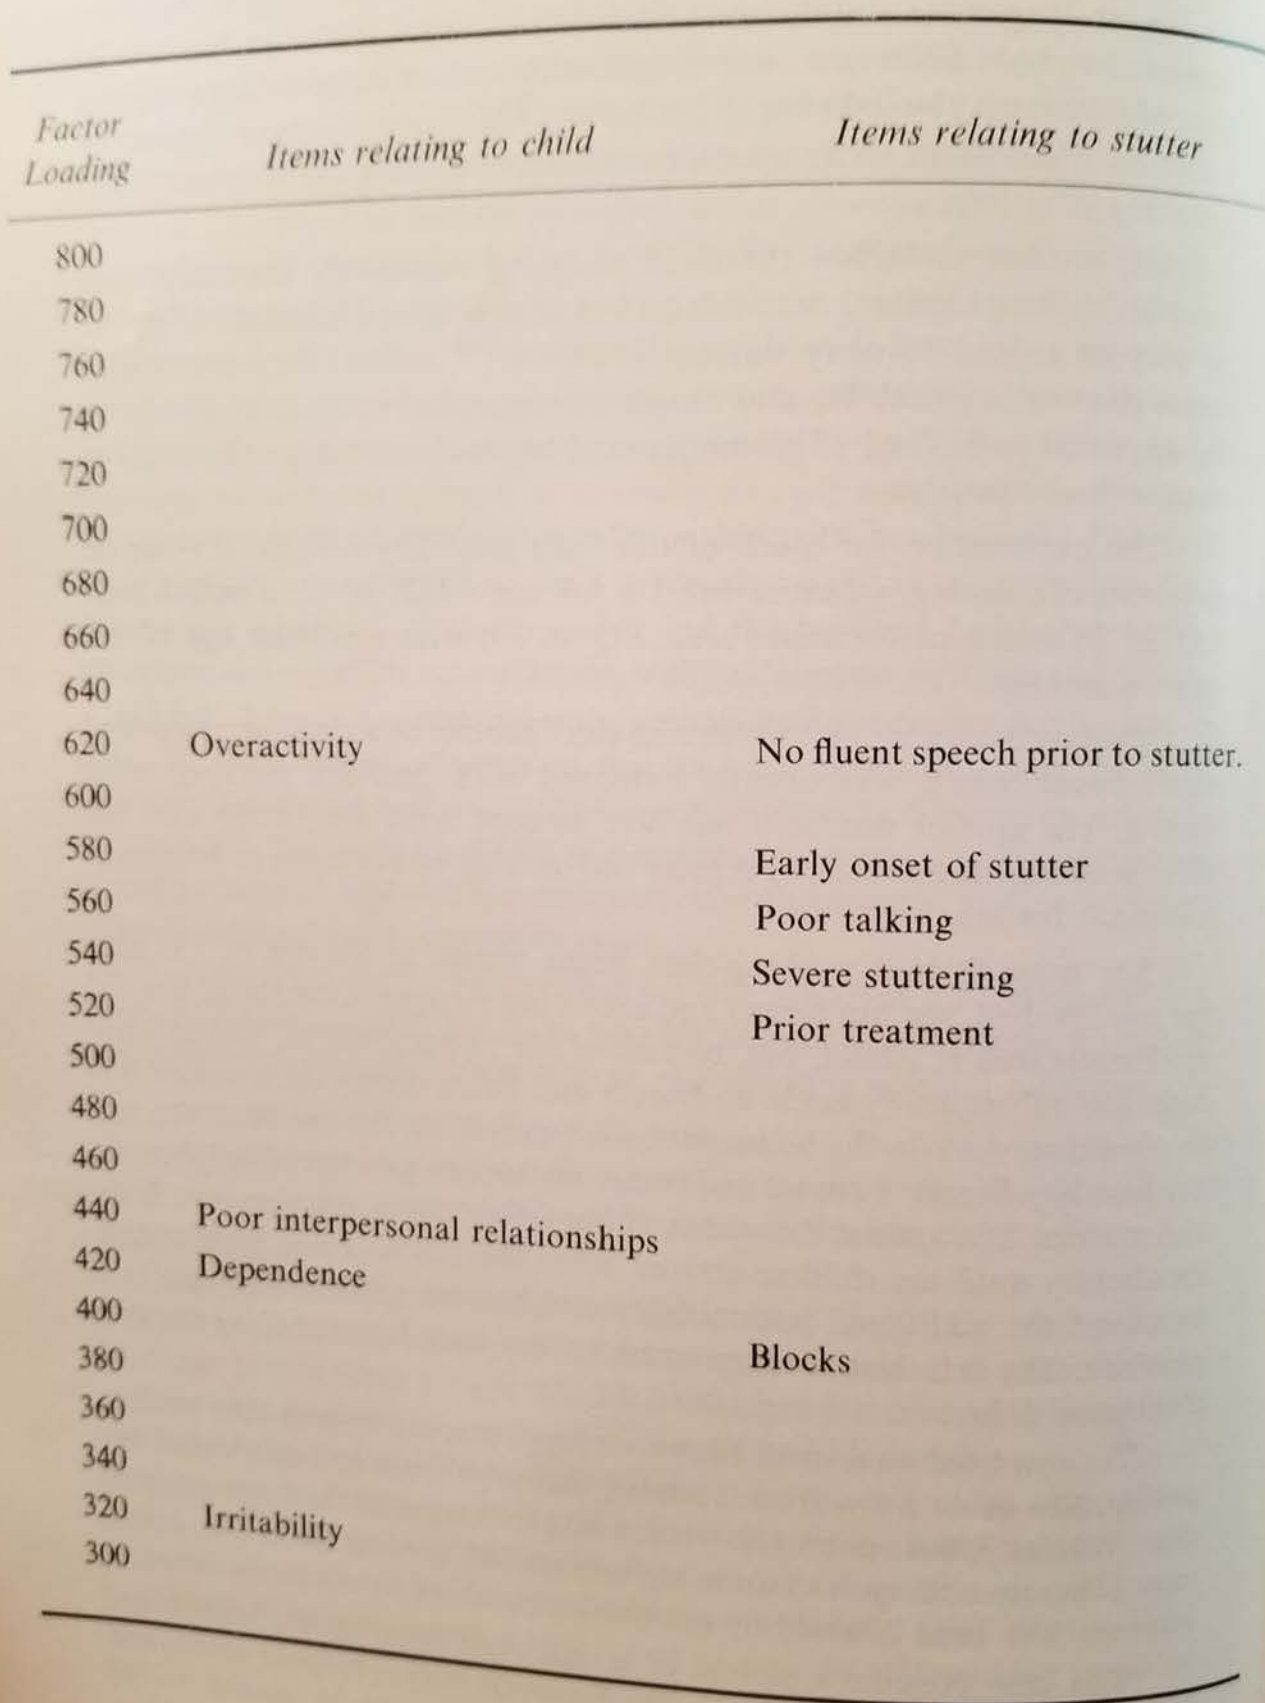 Factor Loading Items relating to child Items relating to stutter
800
780
760
740
720
700
680
660
640
620 Overactivity No fluent speech prior to stutter.
600
580 Early onset of stutter
560 Poor talking
540 Severe stuttering
520 Prior treatment
500
480
460
440 Poor interpersonal relationships
420 Dependence
400
380 Blocks
360
340
320 Irritability
300